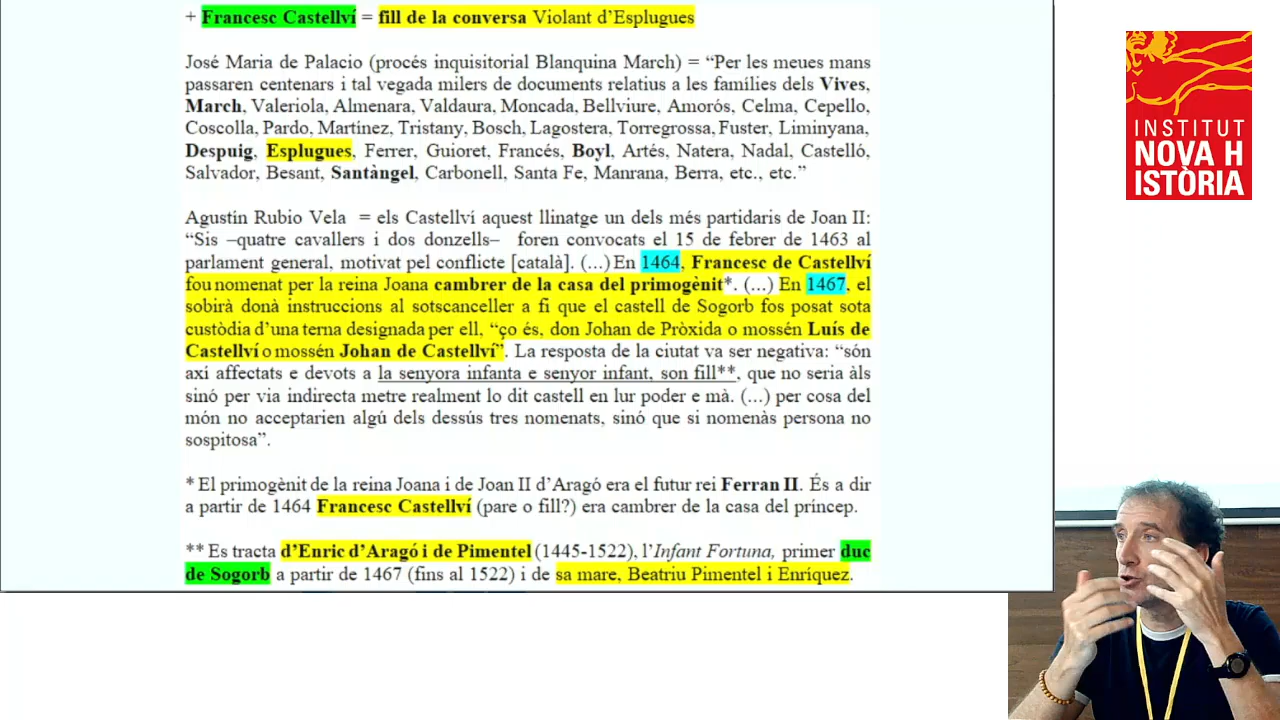 + Francesc Castellví = fill de la conversa Violant d’Esplugues
José Maria de Palacio (procés inquisitorial Blanquina March) = “Per les meues mans
passaren centenars i tal vegada milers de documents relatius a les famílies dels Vives,
March, Valeriola, Almenara, Valdaura, Moncada, Bellviure, Amorós, Celma, Cepello,
Coscolla, Pardo, Martínez, Tristany, Bosch, Lagostera, Torregrossa, Fuster, Liminyana,
Despuig, Esplugues, Ferrer, Guioret, Francés, Boyl, Artés, Natera, Nadal, Castelló,
Salvador, Besant, Santàngel, Carbonell, Santa Fe, Manrana, Berra, etc., etc.”
Agustín Rubio Vela = els Castellví aquest llinatge un dels més partidaris de Joan II:
“Sis –quatre cavallers i dos donzells– foren convocats el 15 de febrer de 1463 al
parlament general, motivat pel conflicte [català]. (...) En 1464, Francesc de Castellví
fou nomenat per la reina Joana cambrer de la casa del primogènit*. (...) En 1467, el
sobirà donà instruccions al sotscanceller a fi que el castell de Sogorb fos posat sota
custòdia d’una terna designada per ell, “ço és, don Johan de Pròxida o mossén Luís de
Castellví o mossén Johan de Castellví”. La resposta de la ciutat va ser negativa: “són
axí affectats e devots a la senyora infanta e senyor infant, son fill**, que no seria àls
sinó per via indirecta metre realment lo dit castell en lur poder e mà. (...) per cosa del
món no acceptarien algú dels dessús tres nomenats, sinó que si nomenàs persona no
sospitosa”.
* El primogènit de la reina Joana i de Joan II d’Aragó era el futur rei Ferran II. És a dir
a partir de 1464 Francesc Castellví (pare o fill?) era cambrer de la casa del príncep.
** Es tracta d’Enric d’Aragó i de Pimentel (1445-1522), l’Infant Fortuna, primer duc
de Sogorb a partir de 1467 (fins al 1522) i de sa mare, Beatriu Pimentel i Enríquez.
INSTITUT
NOVA H
ISTÒRIA